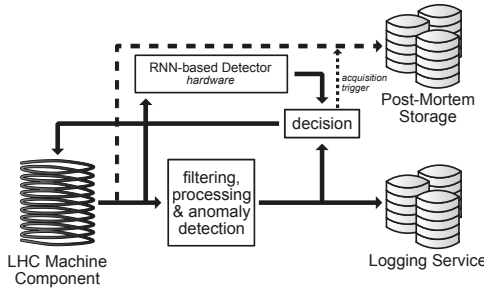 RNN-based Detector
hardware
acquisition
trigger
Post-Mortem
Storage
decision
filtering,
processing
& anomaly
detection
LHC Machine
Component
Logging Service